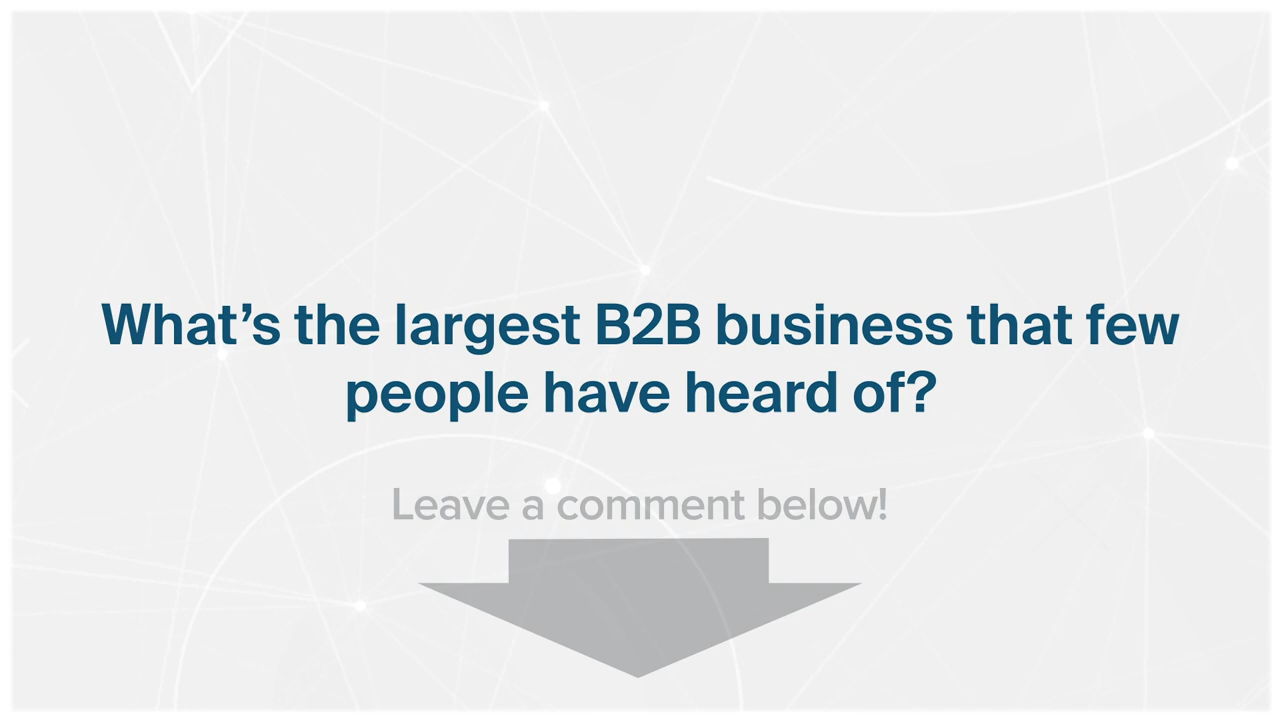 What’s the largest B2B business that few
people have heard of?
Leave a comment below!